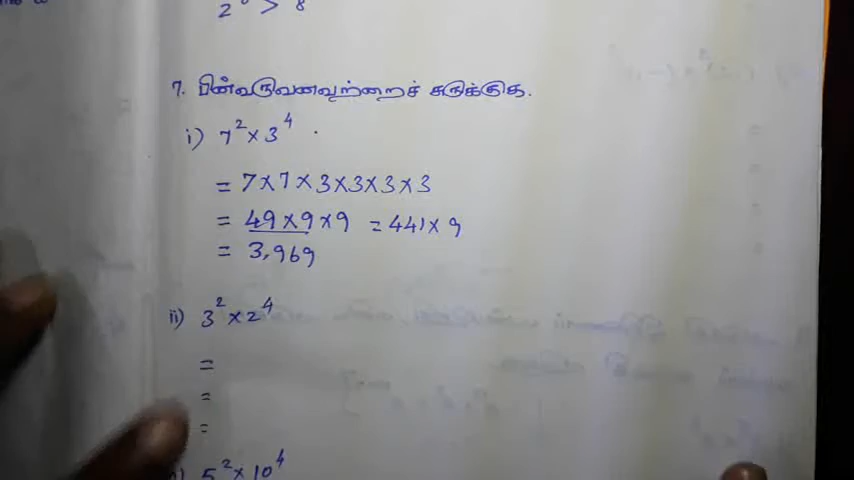 7. பின்வருவனவற்றைச் சுருக்குக.
i) 7² × 3⁴
= 7 × 7 × 3 × 3 × 3 × 3
= 49 × 9 × 9 = 441 × 9
= 3,969
ii) 3² × 2⁴
=
=
=
5² × 10⁴